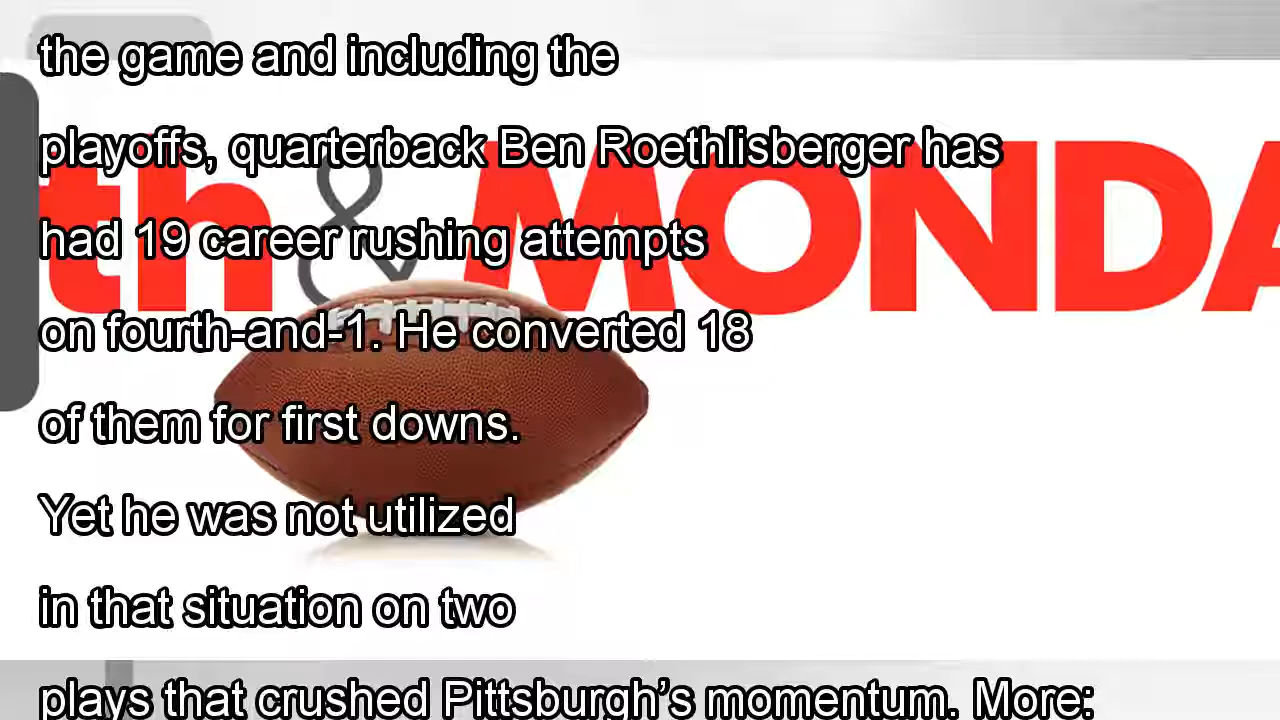 the game and including the
playoffs, quarterback Ben Roethlisberger has
had 19 career rushing attempts
on fourth-and-1. He converted 18
of them for first downs.
Yet he was not utilized
in that situation on two
plays that crushed Pittsburgh’s momentum. More:
th & MONDA